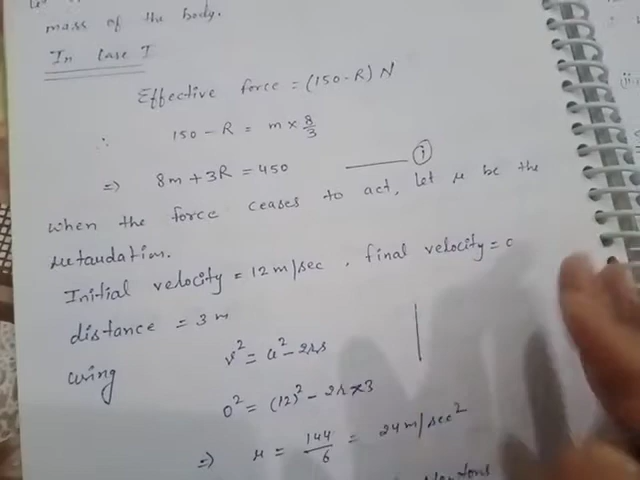 mass of the body.
In Case I
Effective force = (150-R) N
∴ 150 - R = m × 8/3
⇒ 8m + 3R = 450 ——— (i)
when the force ceases to act, let r be the
retardation.
Initial velocity = 12 m/sec , final velocity = 0
distance = 3 m
using v² = u² - 2rs
0² = (12)² - 2r×3
⇒ r = 144/6 = 24 m/sec²